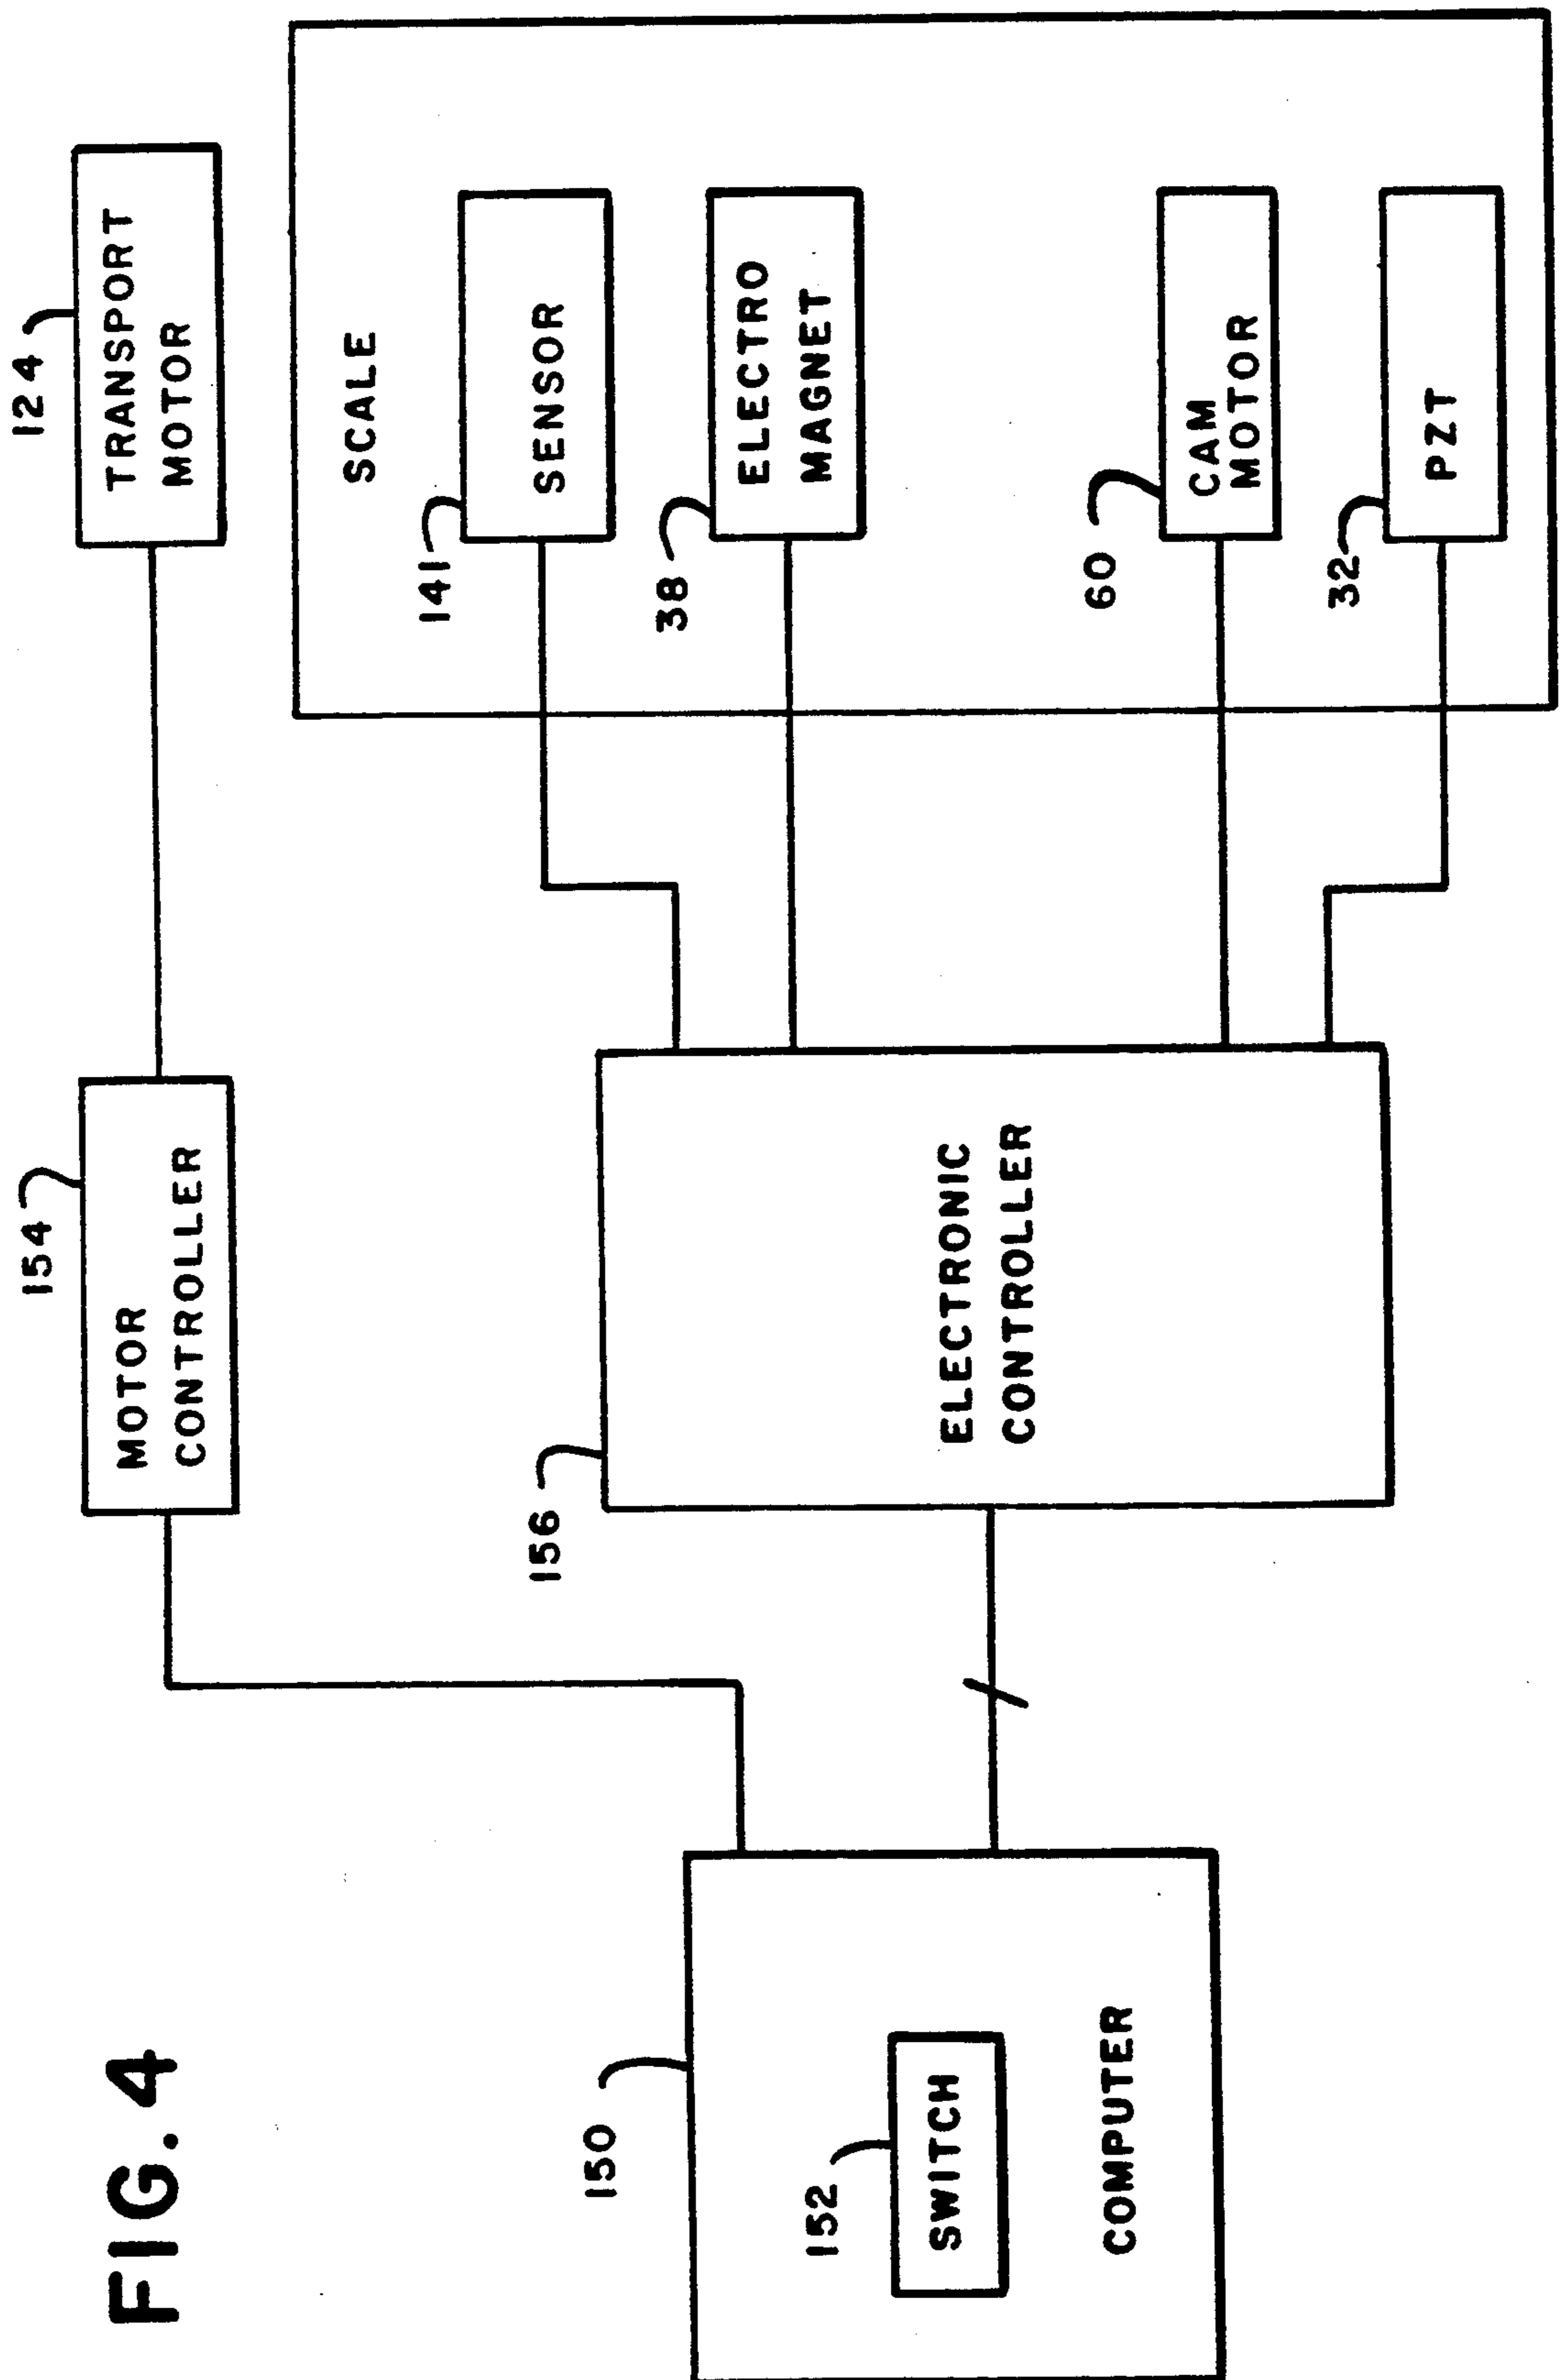 FIG. 4
124
TRANSPORT
MOTOR
154
MOTOR
CONTROLLER
SCALE
141
SENSOR
38
ELECTRO
MAGNET
60
CAM
MOTOR
32
PZT
156
ELECTRONIC
CONTROLLER
150
152
SWITCH
COMPUTER